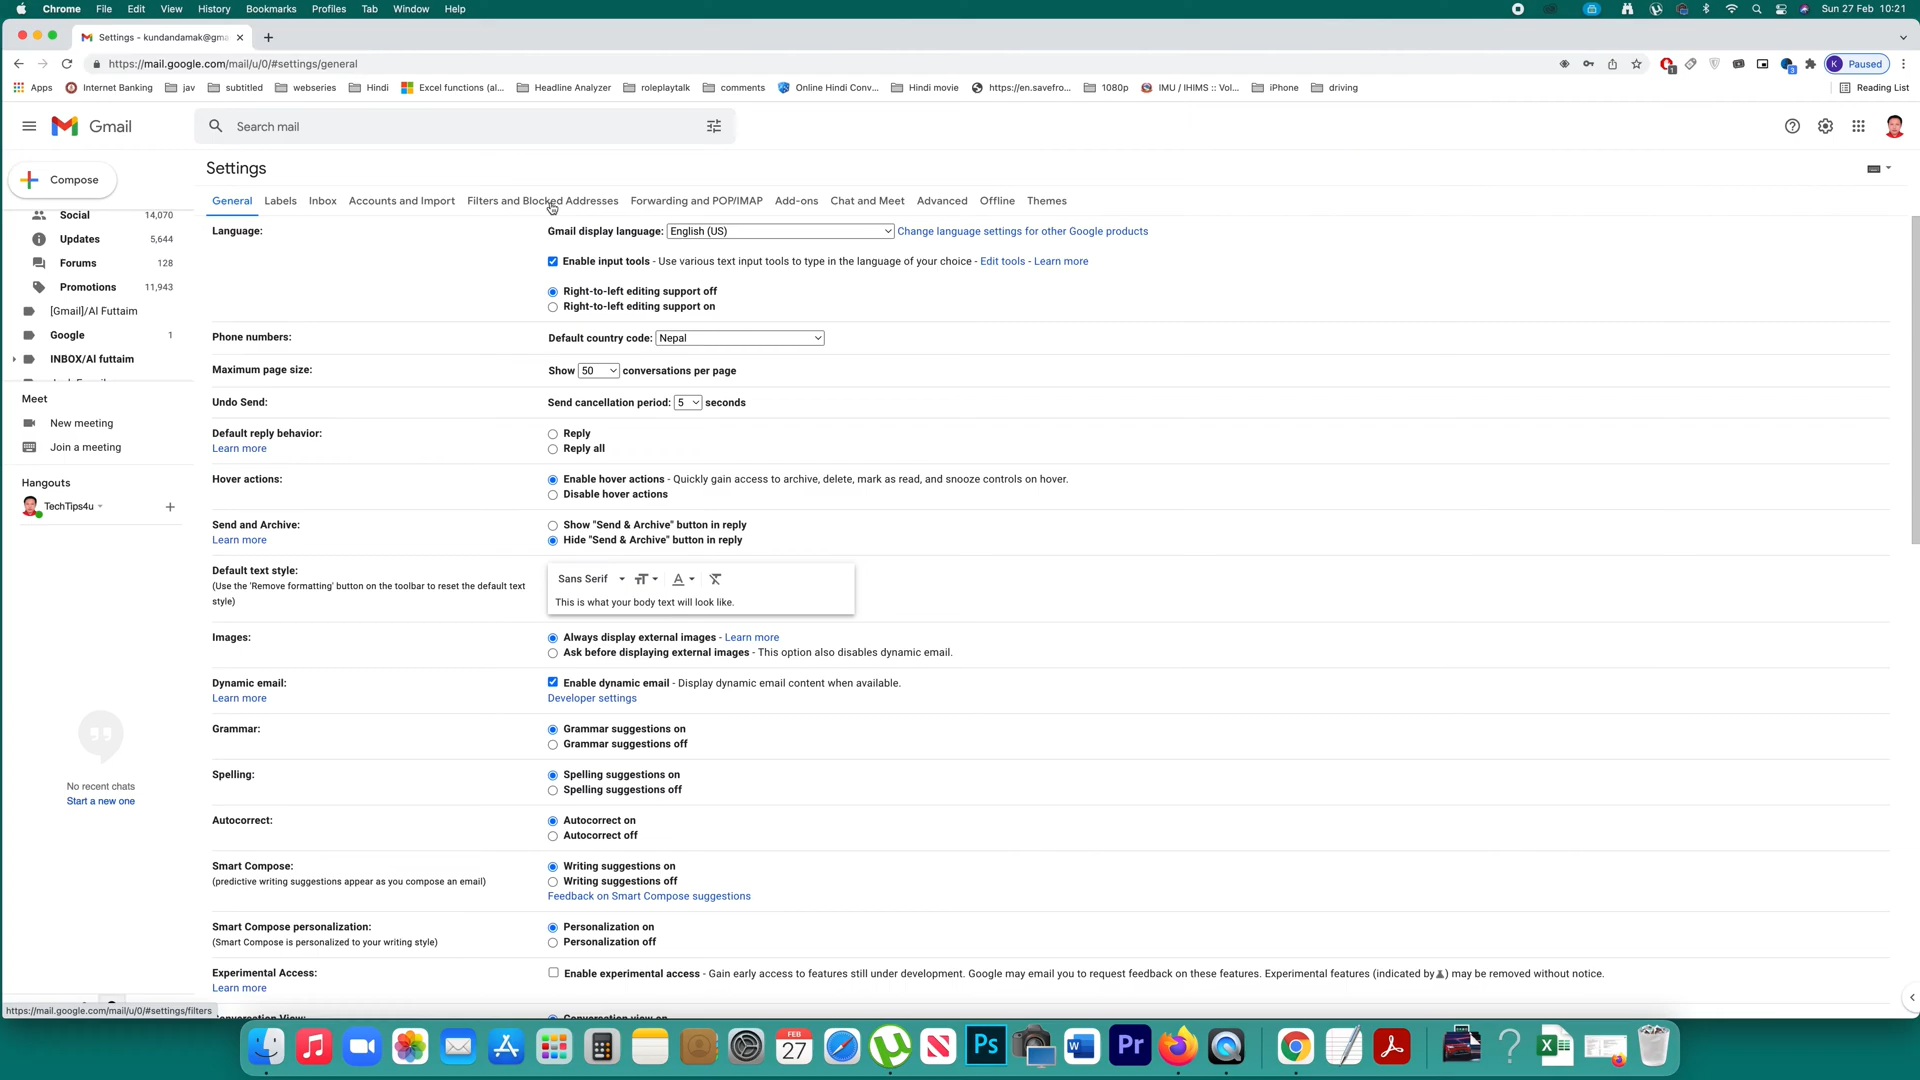 Chrome File Edit View History Bookmarks Profiles Tab Window Help Sun 27 Feb 10:21
Settings - kundandamak@gma
https://mail.google.com/mail/u/0/#settings/general K Paused
Apps Internet Banking jav subtitled webseries Hindi Excel functions (al... Headline Analyzer roleplaytalk comments Online Hindi Conv... Hindi movie https://en.savefro... 1080p IMU / IHIMS :: Vol... iPhone driving Reading List
Gmail Search mail
Compose
Settings
General Labels Inbox Accounts and Import Filters and Blocked Addresses Forwarding and POP/IMAP Add-ons Chat and Meet Advanced Offline Themes
Social 14,070
Updates 5,644
Forums 128
Promotions 11,943
[Gmail]/Al Futtaim
Google 1
INBOX/Al futtaim
Meet
New meeting
Join a meeting
Hangouts
TechTips4u
No recent chats
Start a new one
Language: Gmail display language: English (US) Change language settings for other Google products
Enable input tools - Use various text input tools to type in the language of your choice - Edit tools - Learn more
Right-to-left editing support off
Right-to-left editing support on
Phone numbers: Default country code: Nepal
Maximum page size: Show 50 conversations per page
Undo Send: Send cancellation period: 5 seconds
Default reply behavior: Reply
Learn more Reply all
Hover actions: Enable hover actions - Quickly gain access to archive, delete, mark as read, and snooze controls on hover.
Disable hover actions
Send and Archive: Show "Send & Archive" button in reply
Learn more Hide "Send & Archive" button in reply
Default text style: Sans Serif
(Use the 'Remove formatting' button on the toolbar to reset the default text
style) This is what your body text will look like.
Images: Always display external images - Learn more
Ask before displaying external images - This option also disables dynamic email.
Dynamic email: Enable dynamic email - Display dynamic email content when available.
Learn more Developer settings
Grammar: Grammar suggestions on
Grammar suggestions off
Spelling: Spelling suggestions on
Spelling suggestions off
Autocorrect: Autocorrect on
Autocorrect off
Smart Compose: Writing suggestions on
(predictive writing suggestions appear as you compose an email) Writing suggestions off
Feedback on Smart Compose suggestions
Smart Compose personalization: Personalization on
(Smart Compose is personalized to your writing style) Personalization off
Experimental Access: Enable experimental access - Gain early access to features still under development. Google may email you to request feedback on these features. Experimental features (indicated by ) may be removed without notice.
Learn more
https://mail.google.com/mail/u/0/#settings/filters
Conversation View: Conversation view on
FEB
27
Ps
W
Pr
X